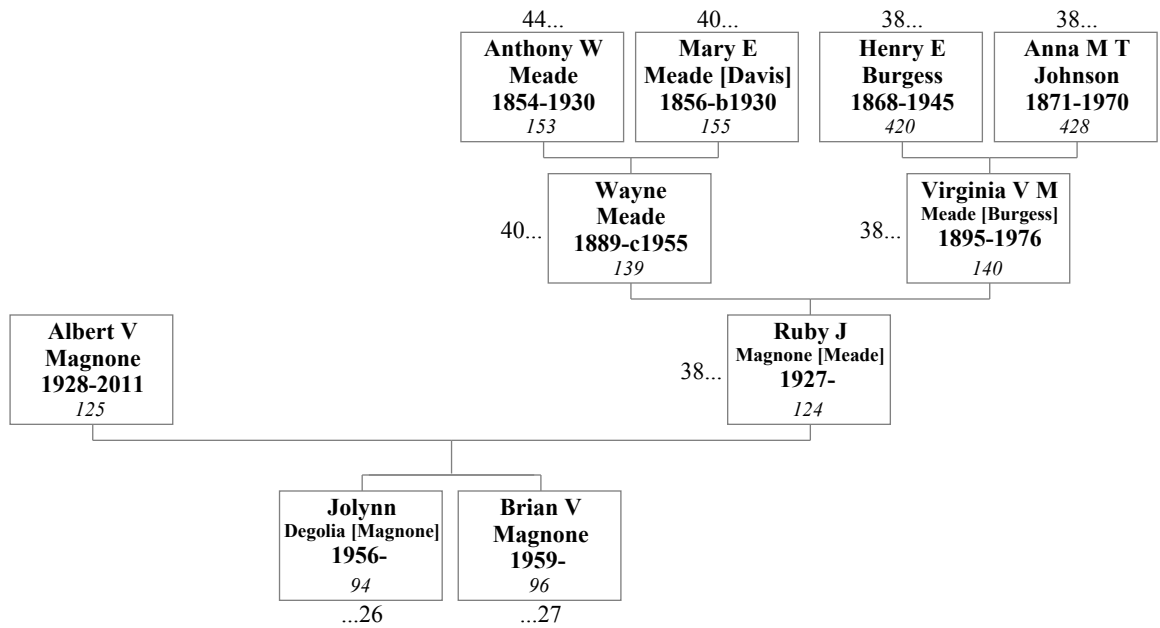 44...
40...
38...
38...
Anthony W
Meade
1854-1930
153
Mary E
Meade [Davis]
1856-b1930
155
Henry E
Burgess
1868-1945
420
Anna M T
Johnson
1871-1970
428
40...
Wayne
Meade
1889-c1955
139
38...
Virginia V M
Meade [Burgess]
1895-1976
140
Albert V
Magnone
1928-2011
125
38...
Ruby J
Magnone [Meade]
1927-
124
Jolynn
Degolia [Magnone]
1956-
94
...26
Brian V
Magnone
1959-
96
...27